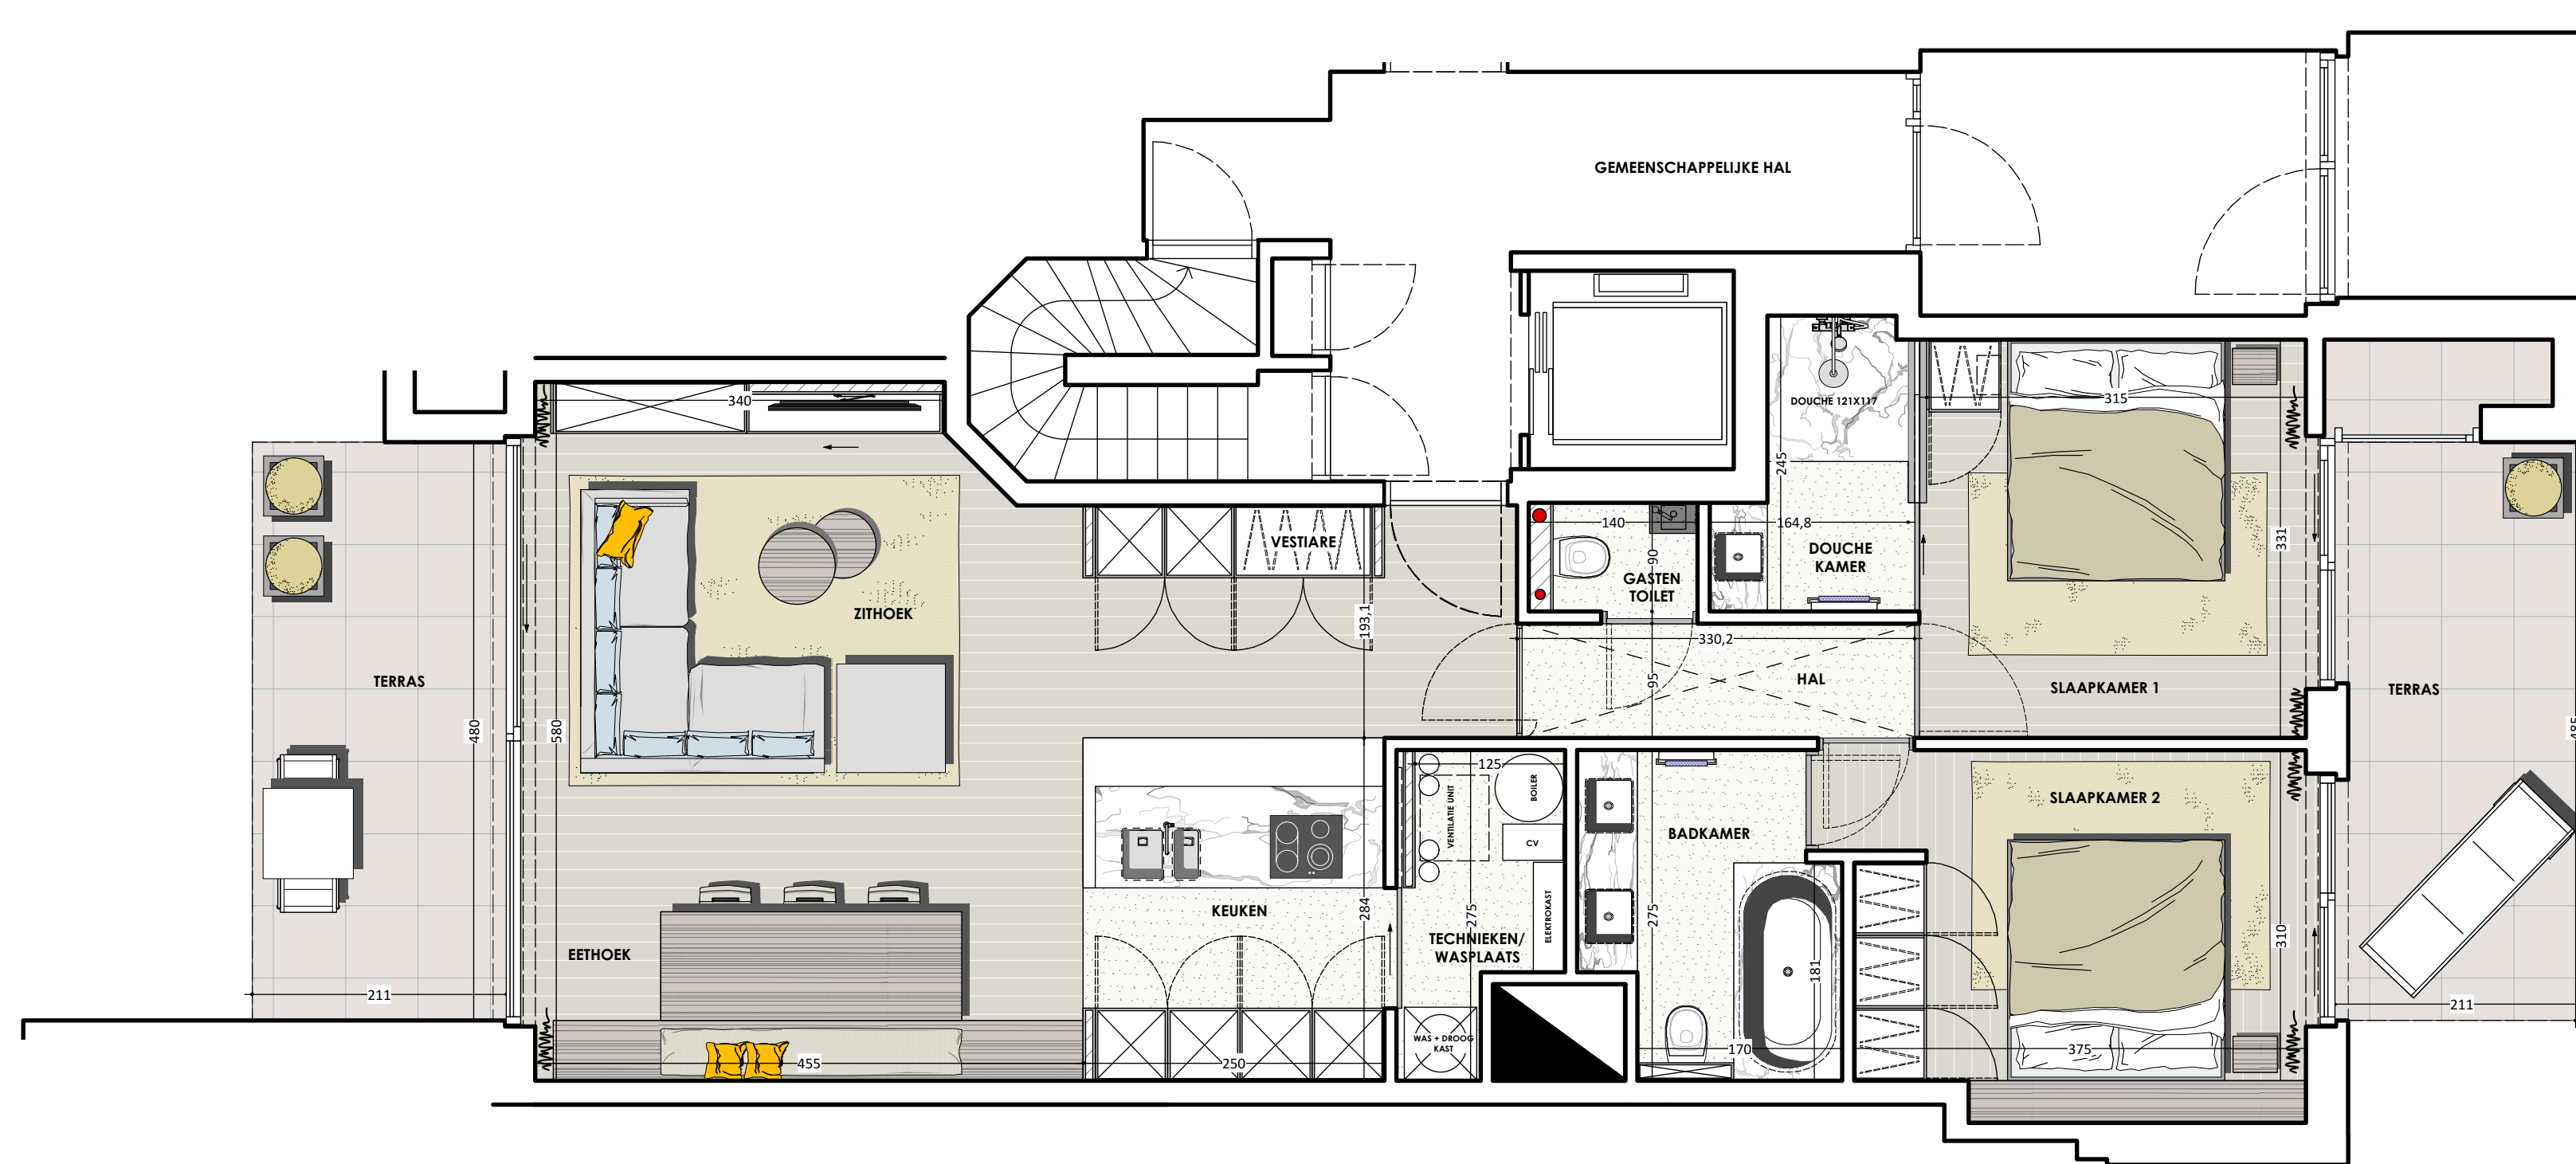 GEMEENSCHAPPELIJKE HAL
340
DOUCHE 121X117
315
245
140
164,8
331
VESTIARE
DOUCHE
KAMER
90
GASTEN
TOILET
ZITHOEK
193,1
330,2
TERRAS
95
HAL
SLAAPKAMER 1
TERRAS
480
580
485
125
BOILER
VENTILATIE UNIT
CV
BADKAMER
SLAAPKAMER 2
KEUKEN
284
275
ELEKTROKAST
275
EETHOEK
TECHNIEKEN/
WASPLAATS
181
310
211
211
WAS + DROOG
KAST
455
250
170
375